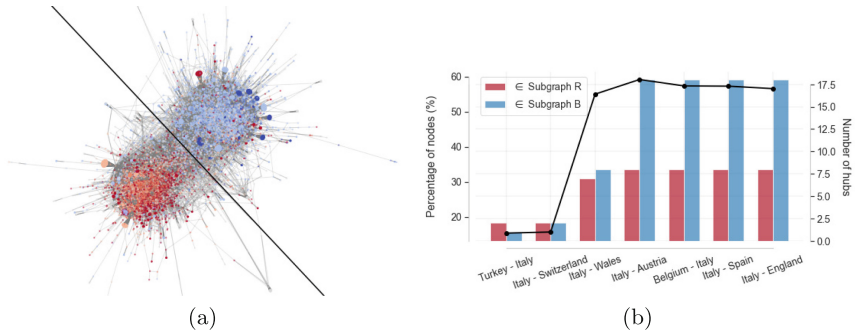 60
50
40
30
20
Percentage of nodes (%)
∈ Subgraph R
∈ Subgraph B
17.5
15.0
12.5
10.0
7.5
5.0
2.5
0.0
Number of hubs
Turkey - Italy
Italy - Switzerland
Italy - Wales
Italy - Austria
Belgium - Italy
Italy - Spain
Italy - England
(a)
(b)